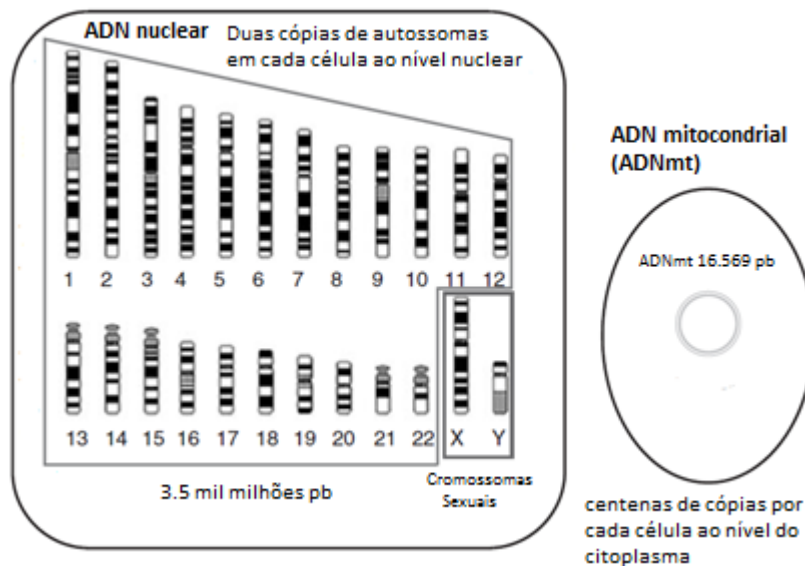 ADN nuclear
Duas cópias de autossomas
em cada célula ao nível nuclear
1 2 3 4 5 6 7 8 9 10 11 12
13 14 15 16 17 18 19 20 21 22 X Y
3.5 mil milhões pb
Cromossomas
Sexuais
ADN mitocondrial
(ADNmt)
ADNmt 16.569 pb
centenas de cópias por
cada célula ao nível do
citoplasma